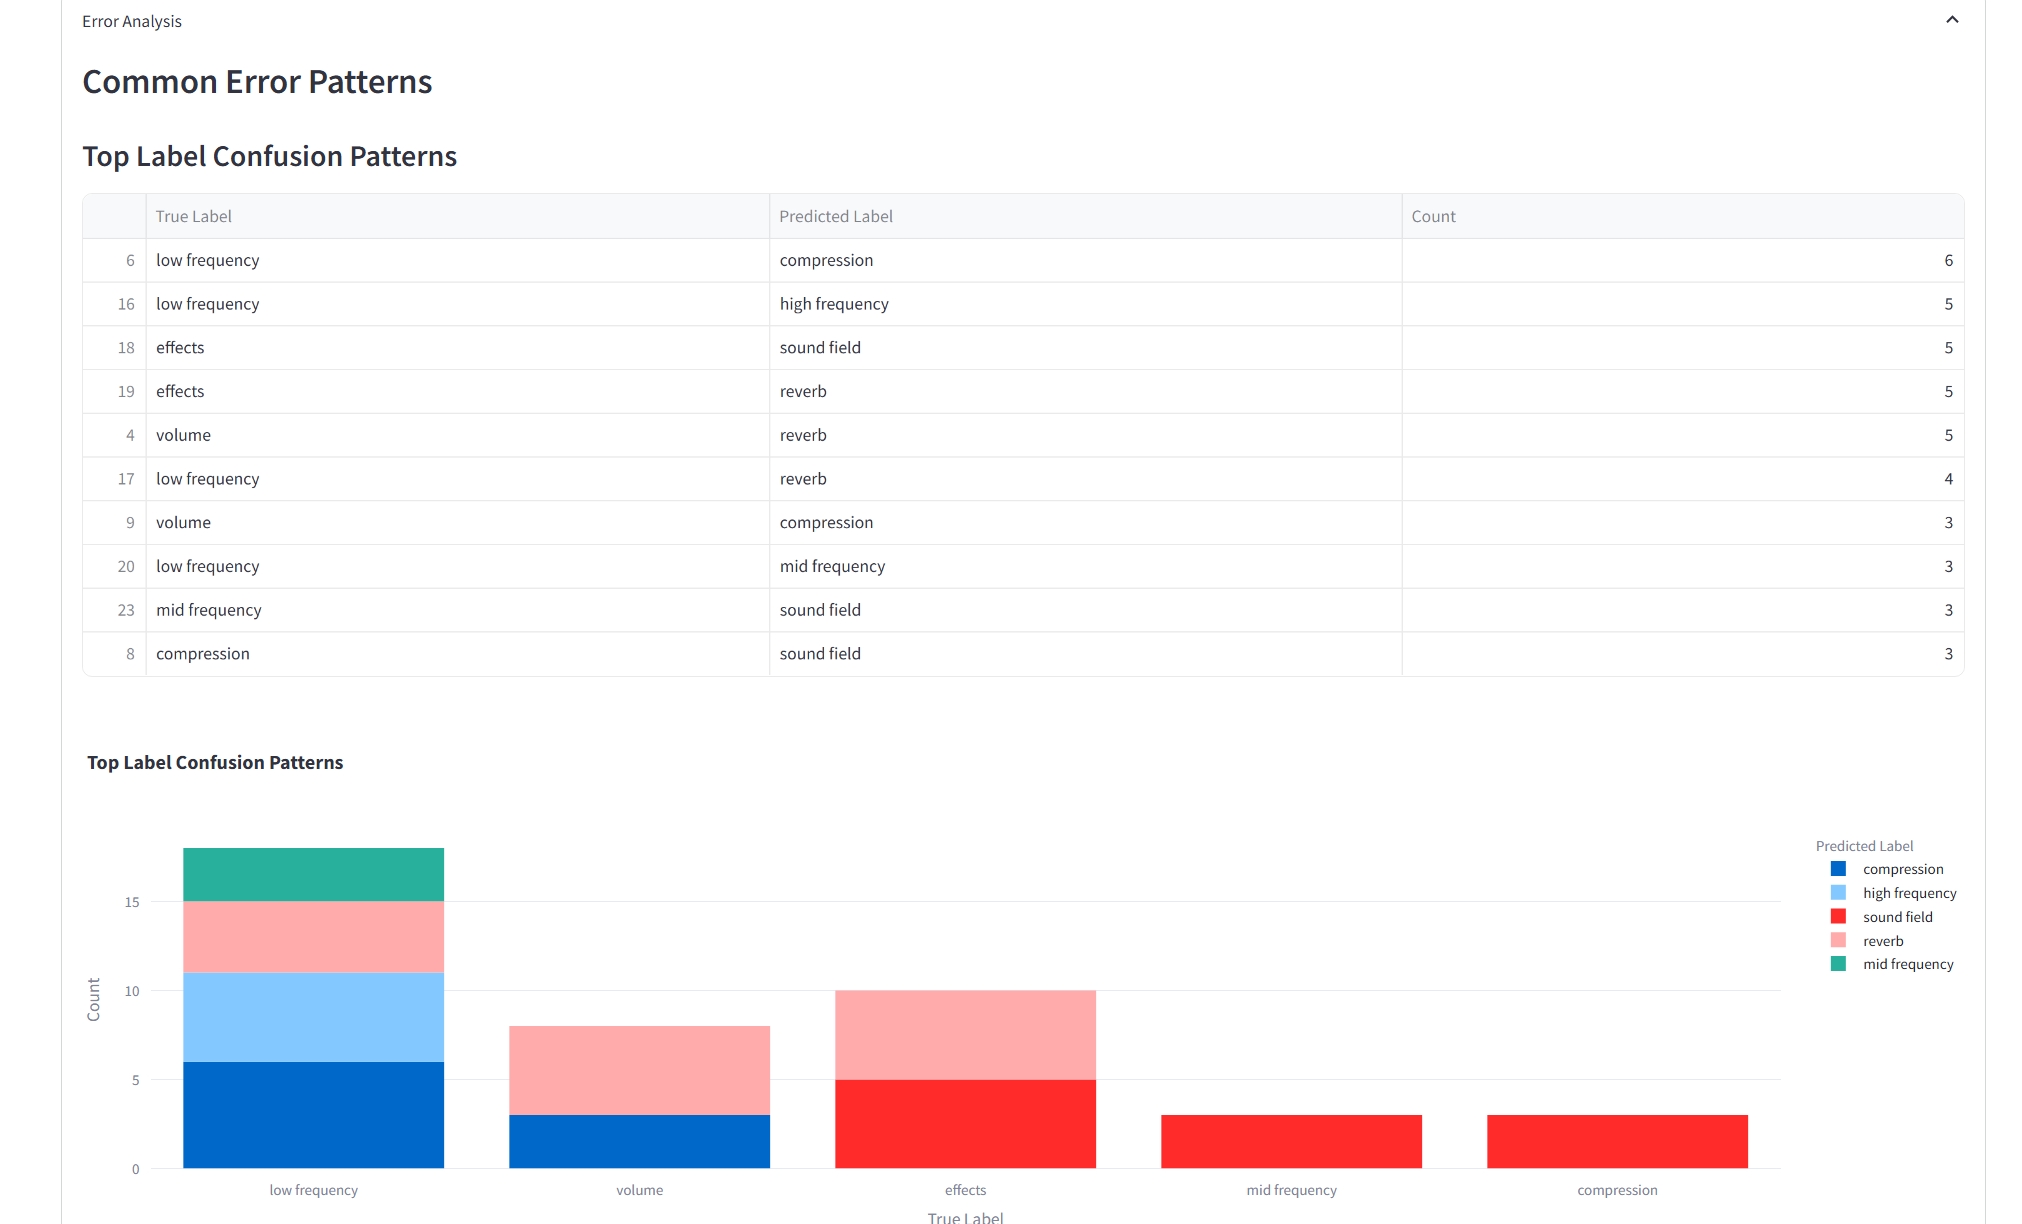 Error Analysis
Common Error Patterns
Top Label Confusion Patterns
True Label Predicted Label Count
6 low frequency compression 6
16 low frequency high frequency 5
18 effects sound field 5
19 effects reverb 5
4 volume reverb 5
17 low frequency reverb 4
9 volume compression 3
20 low frequency mid frequency 3
23 mid frequency sound field 3
8 compression sound field 3
Top Label Confusion Patterns
Predicted Label
compression
high frequency
sound field
reverb
mid frequency
15
10
5
0
Count
low frequency volume effects mid frequency compression
True Label